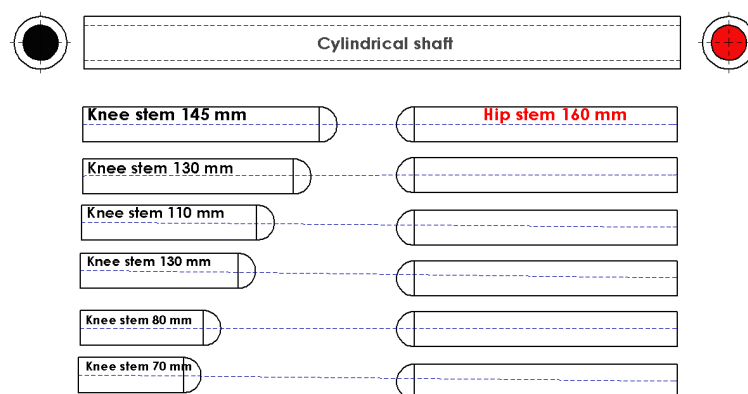 Cylindrical shaft
Knee stem 145 mm
Hip stem 160 mm
Knee stem 130 mm
Knee stem 110 mm
Knee stem 130 mm
Knee stem 80 mm
Knee stem 70 mm